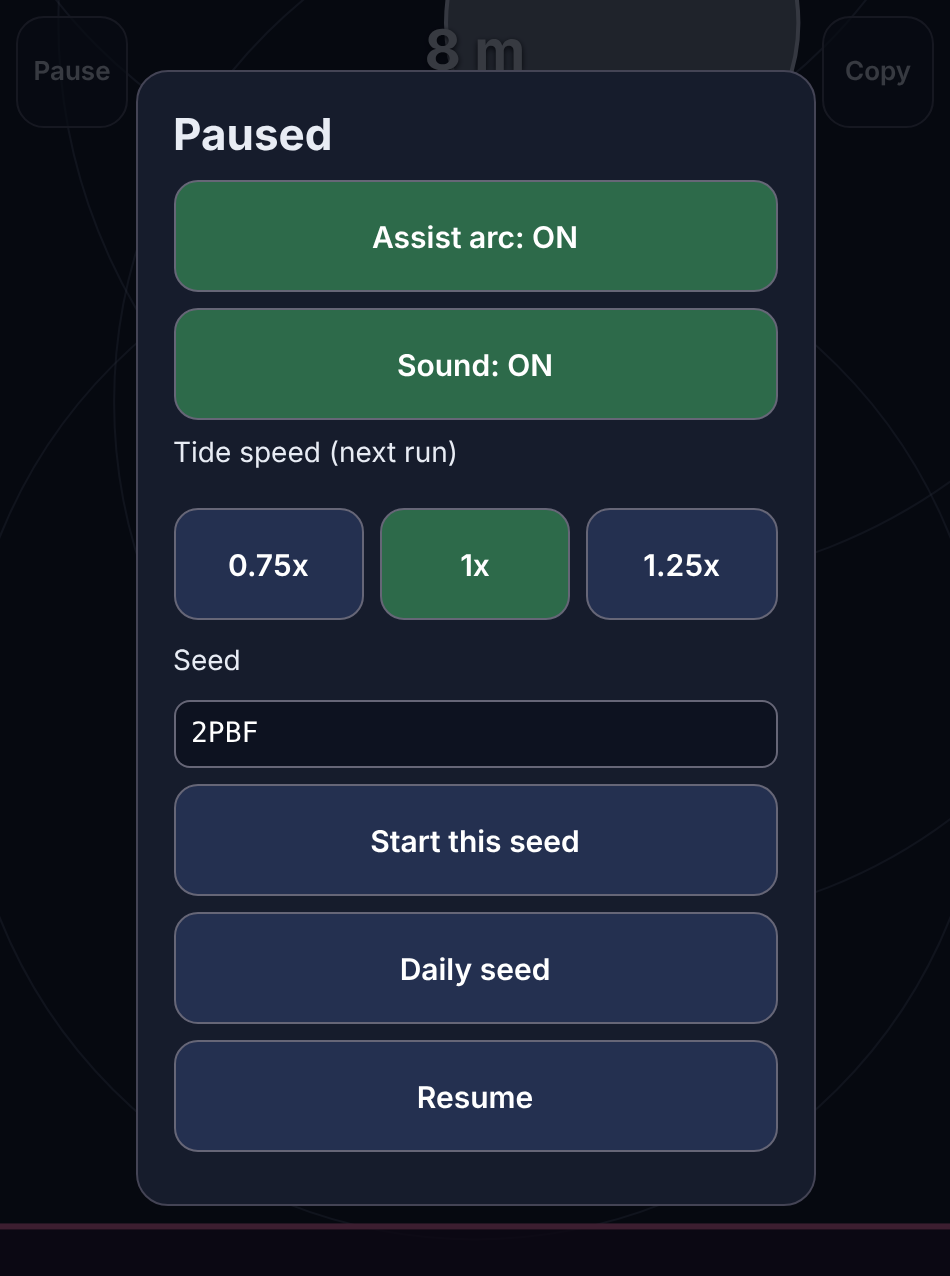 8 m
Pause
Copy
Paused
Assist arc: ON
Sound: ON
Tide speed (next run)
0.75x 1x 1.25x
Seed
2PBF
Start this seed
Daily seed
Resume